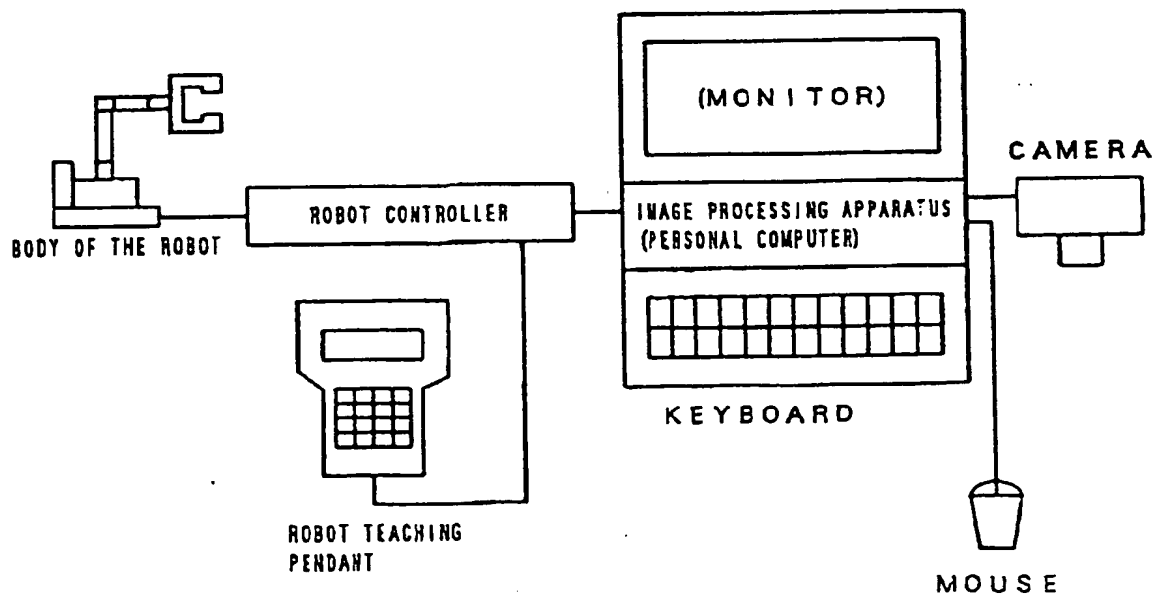 (MONITOR)
CAMERA
ROBOT CONTROLLER
IMAGE PROCESSING APPARATUS
(PERSONAL COMPUTER)
BODY OF THE ROBOT
KEYBOARD
ROBOT TEACHING
PENDANT
MOUSE